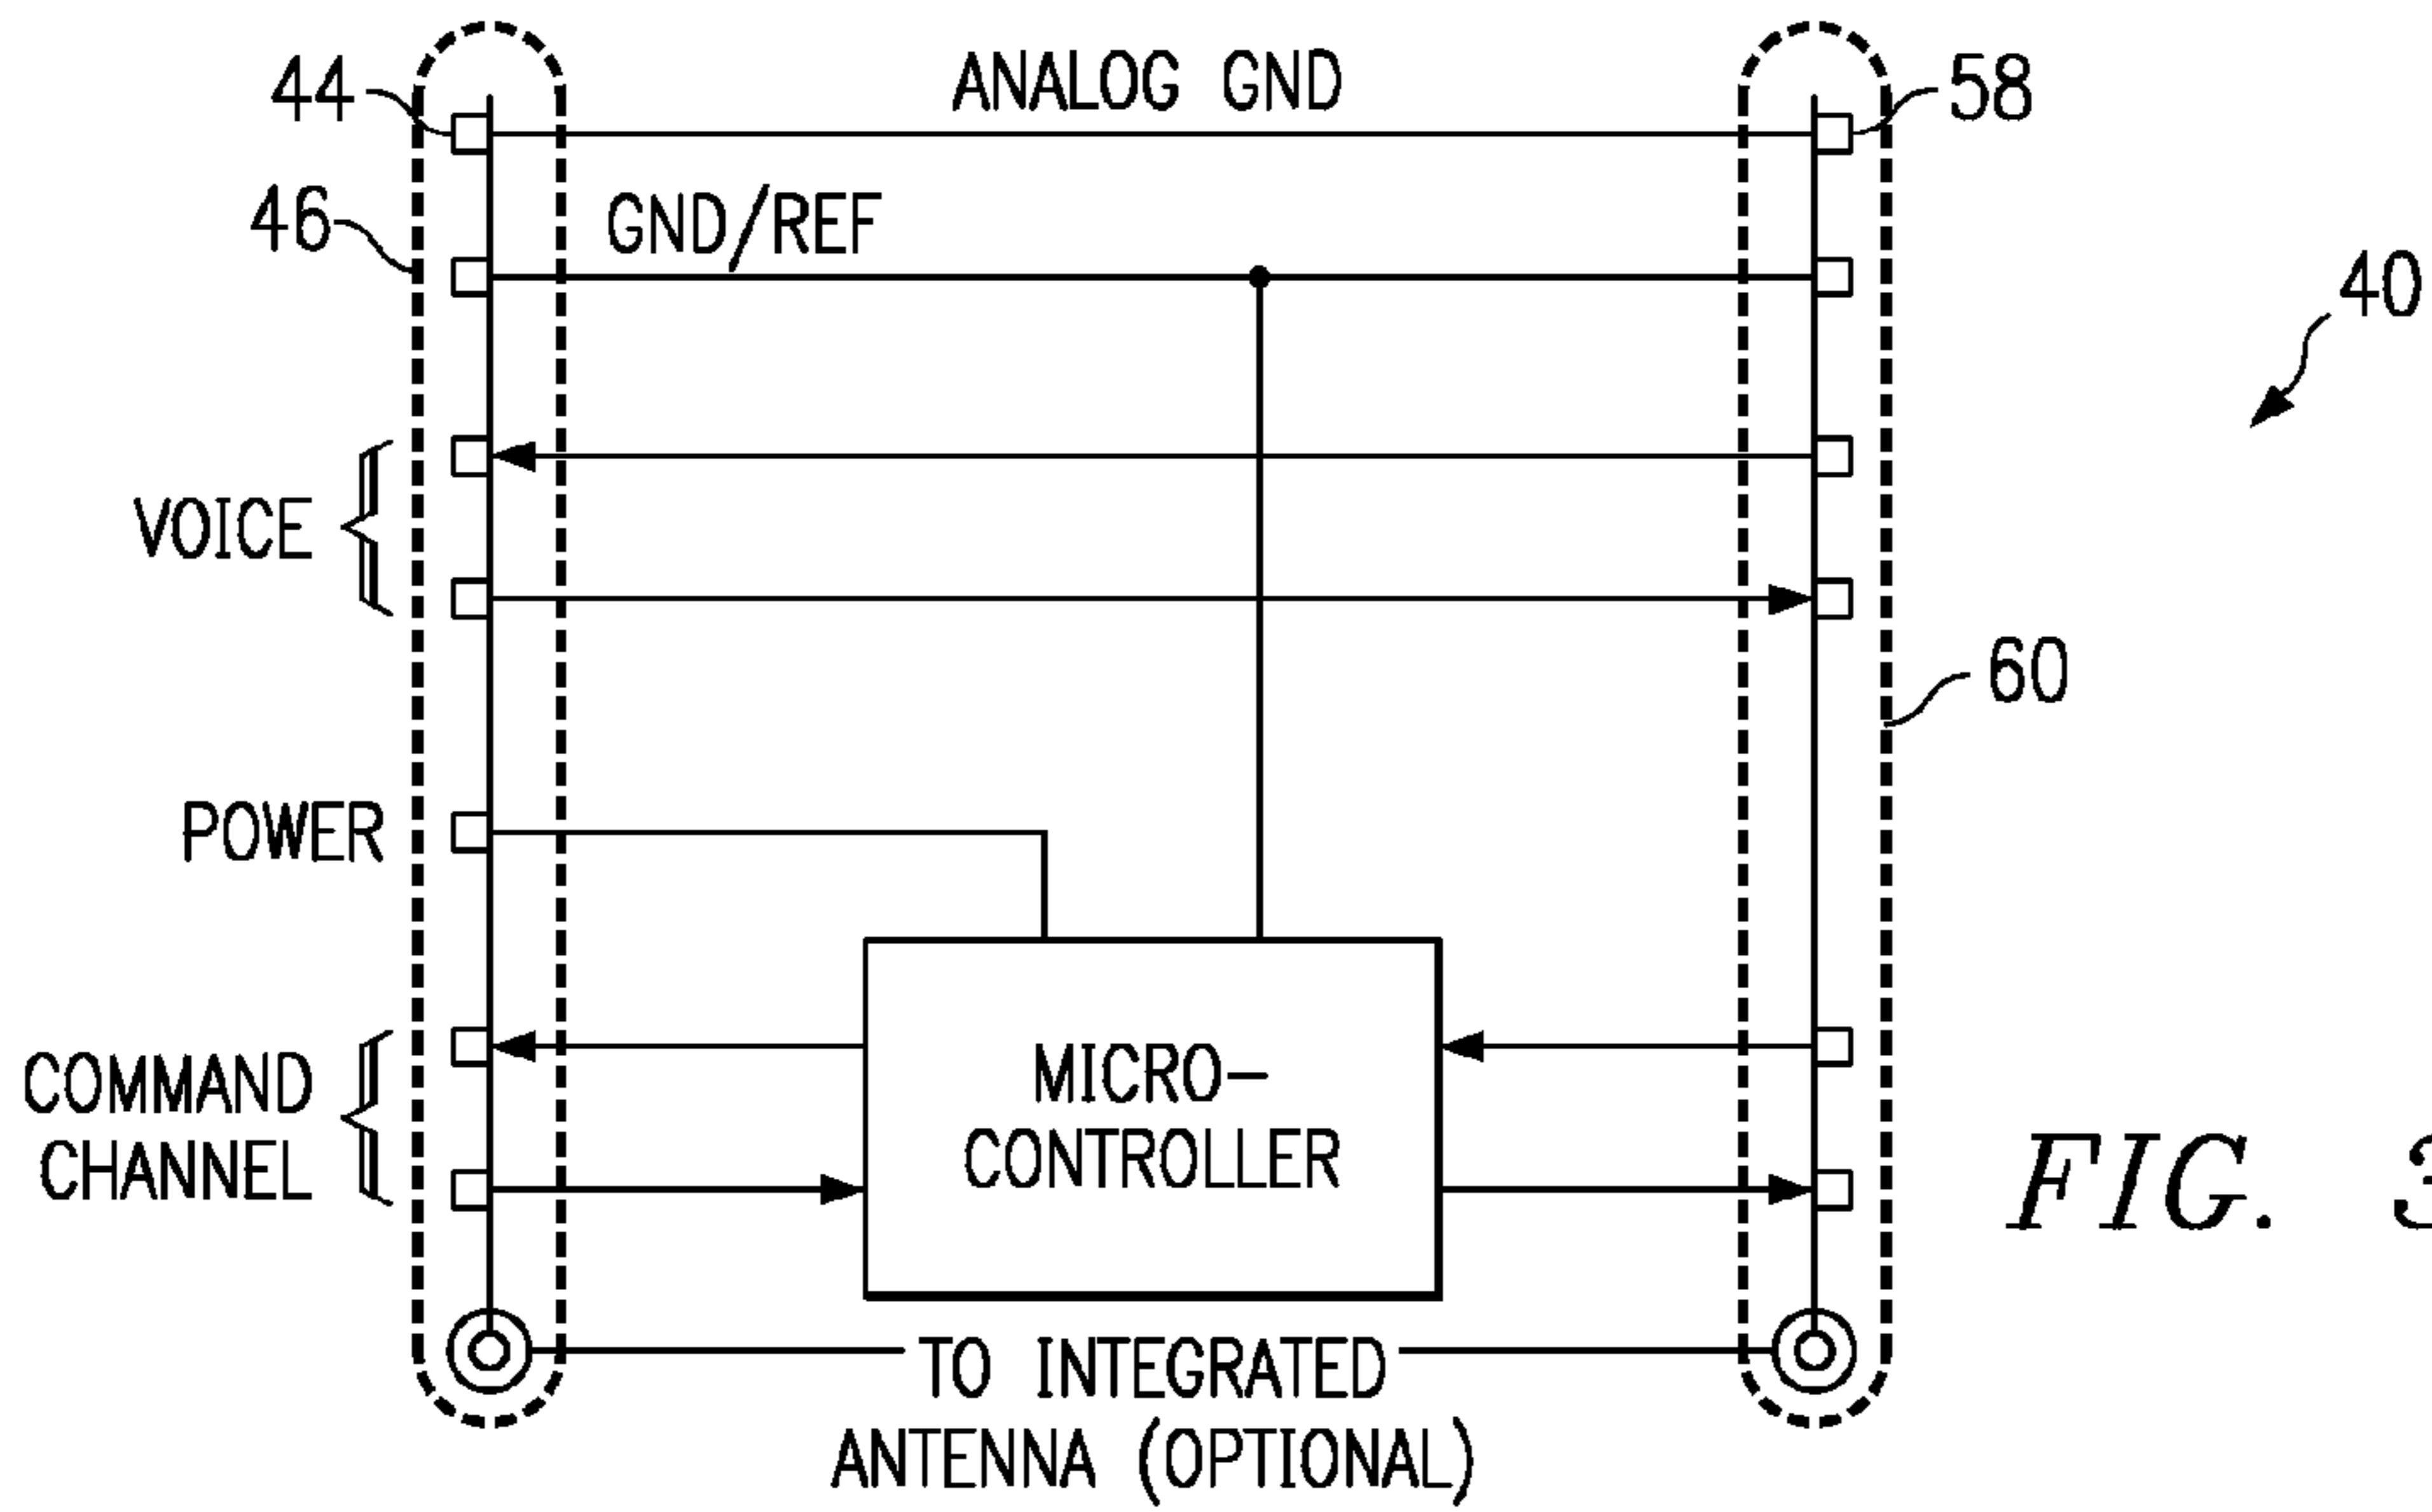 44
ANALOG GND
58
46
GND/REF
40
VOICE
60
POWER
COMMAND
CHANNEL
MICRO-
CONTROLLER
FIG. 3
TO INTEGRATED
ANTENNA (OPTIONAL)